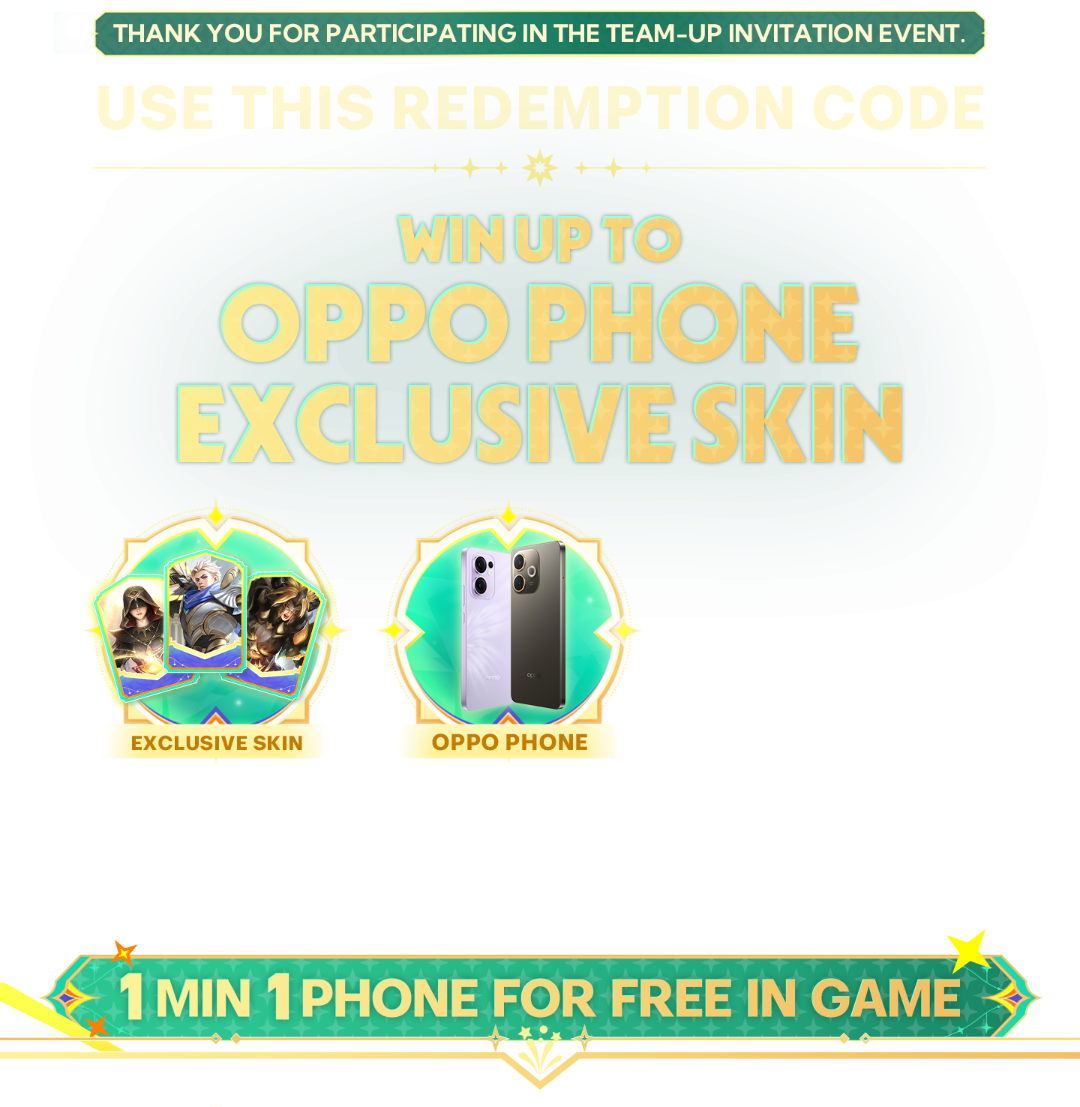 THANK YOU FOR PARTICIPATING IN THE TEAM-UP INVITATION EVENT.
USE THIS REDEMPTION CODE
WIN UP TO
OPPO PHONE
EXCLUSIVE SKIN
EXCLUSIVE SKIN
OPPO PHONE
1 MIN 1 PHONE FOR FREE IN GAME